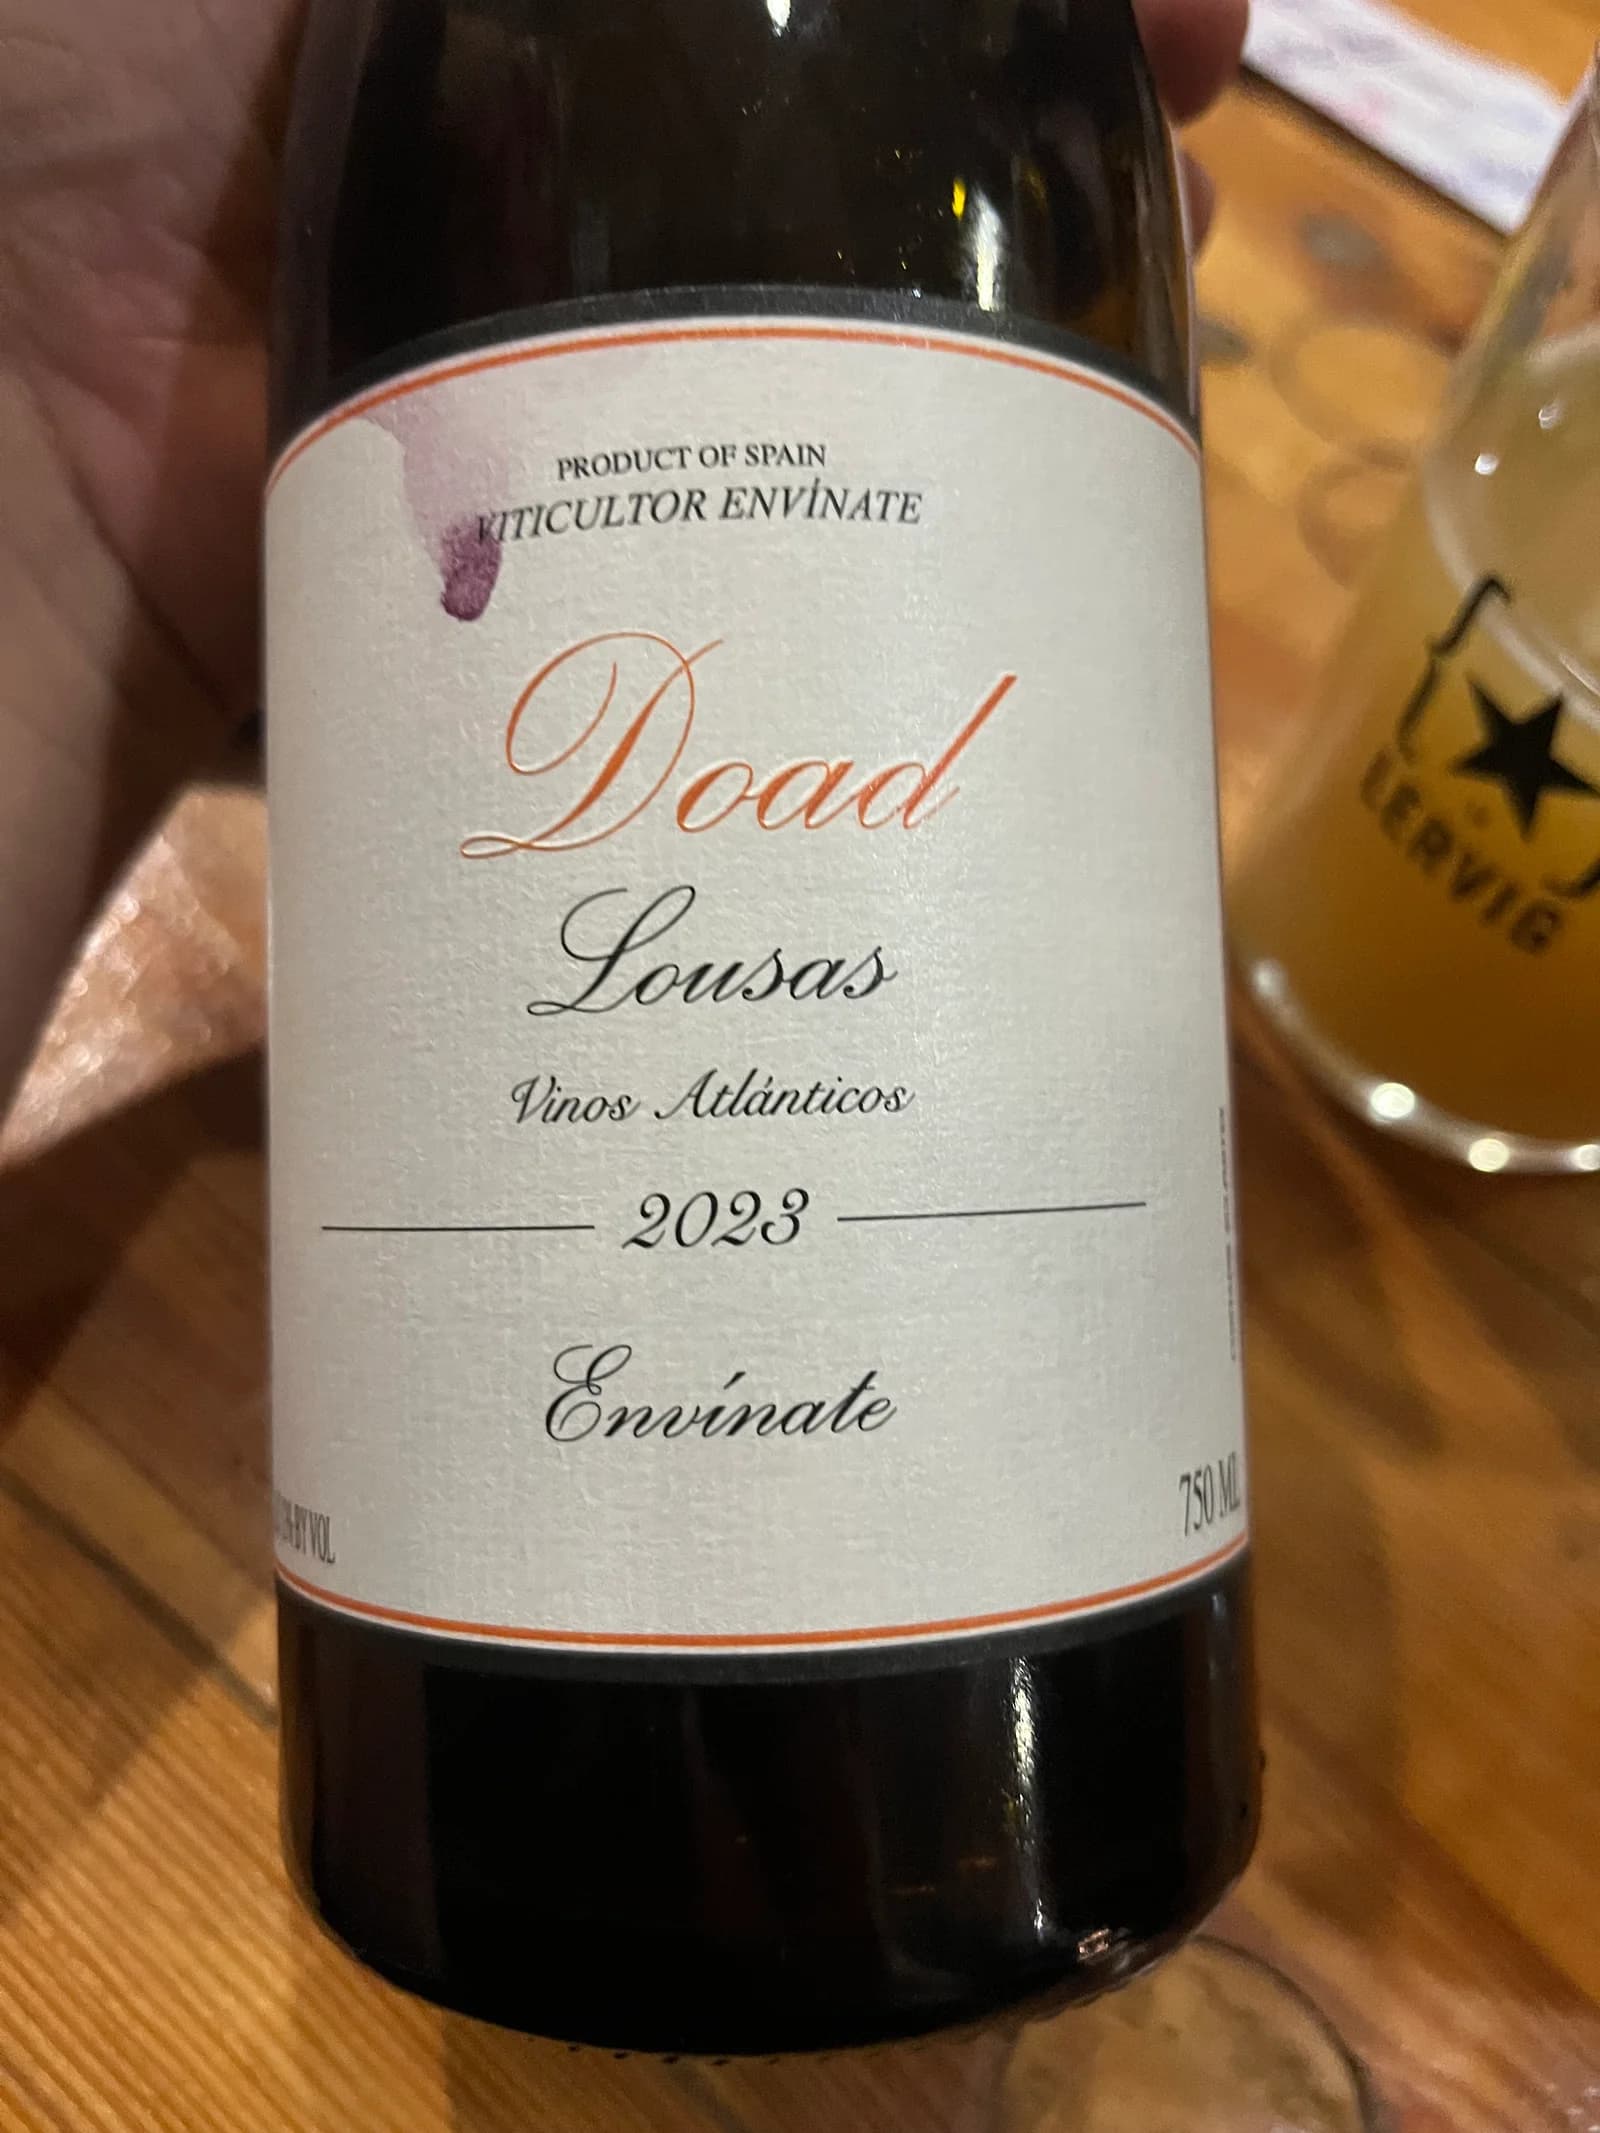 PRODUCT OF SPAIN
VITICULTOR ENVÍNATE
Doad
Lousas
Vinos Atlánticos
2023
Envínate
% BY VOL
750 ML
LERVIG